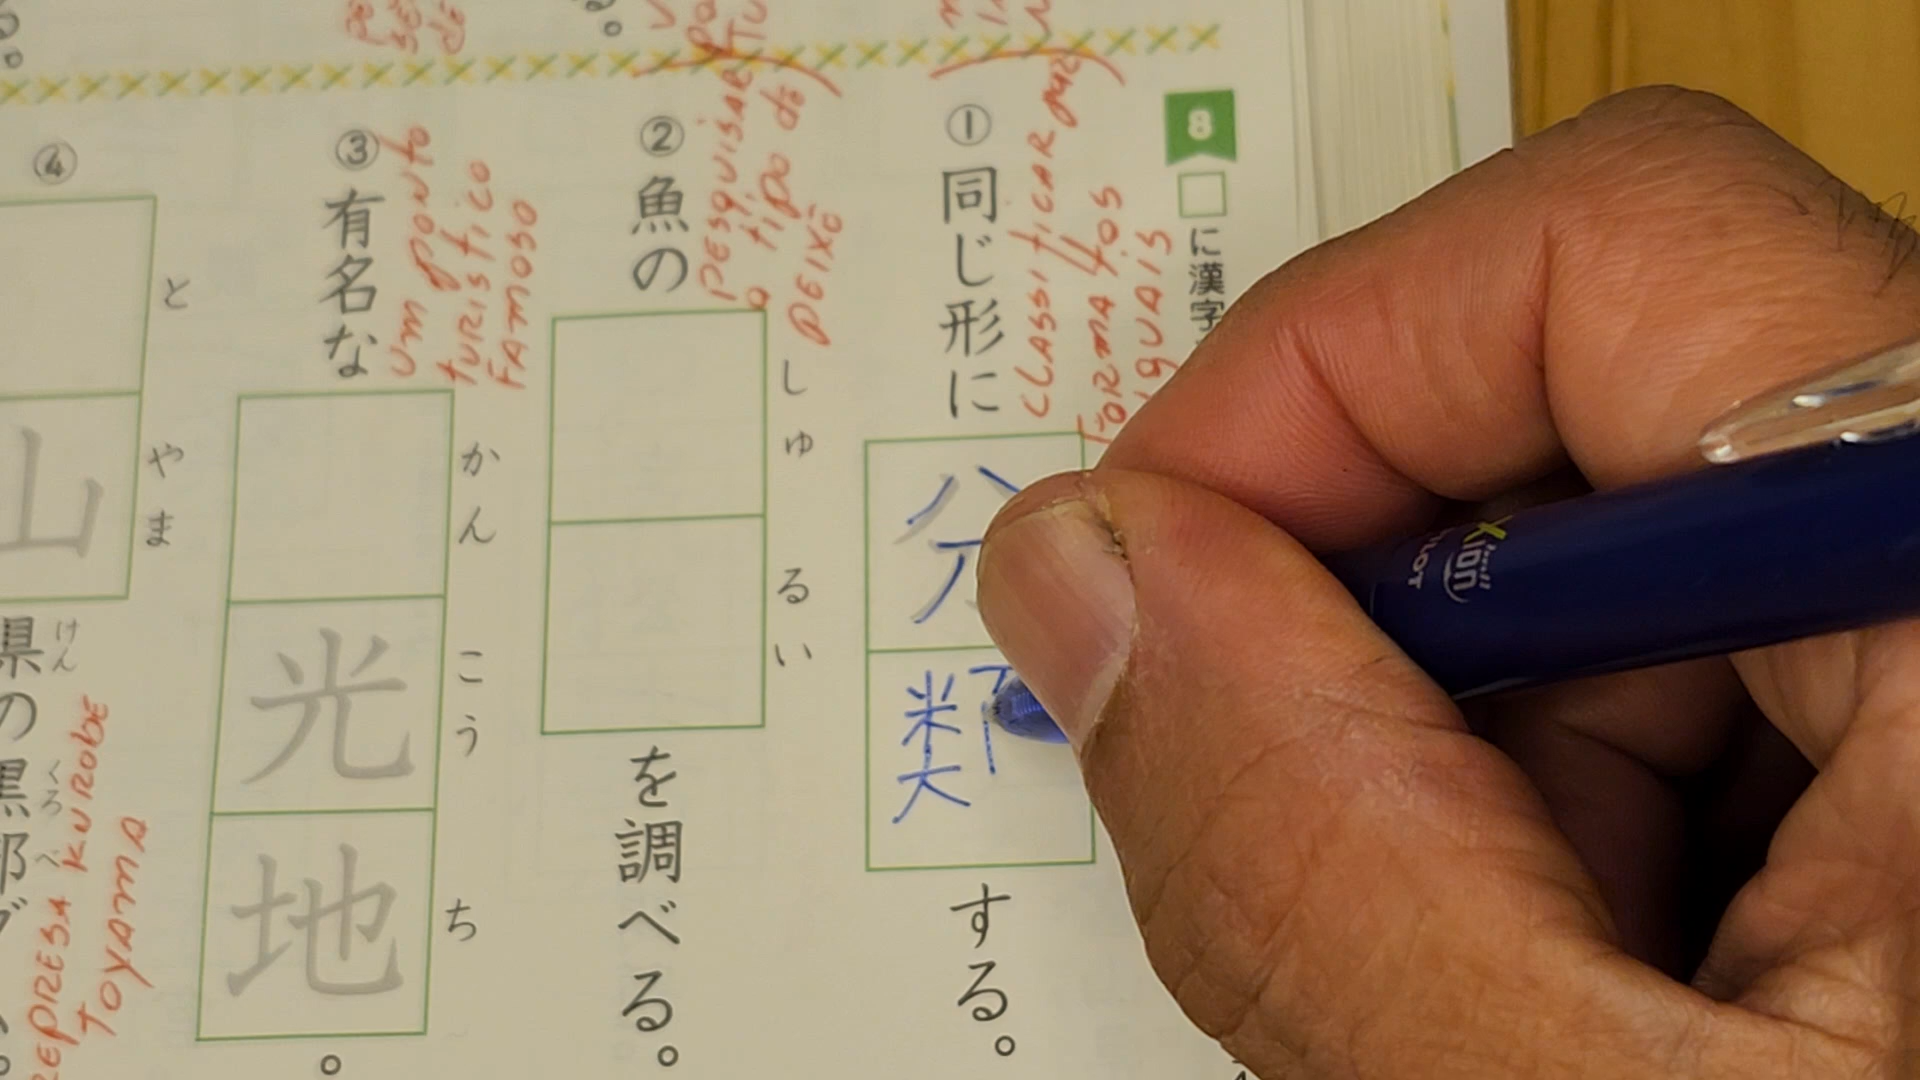 8
□に漢字
①同じ形に分類する。
CLASSIFICAR por
FORMATOS
iguais
②魚の
しゅるい
を調べる。
PESQUISAR
o tipo de
PEIXE
③有名な
かんこうち
光地。
um ponto
turístico
FAMOSO
④
とやま
山
県の黒部
けん
くろべ
REPRESA KUROBE
TOYAMA
PILOT